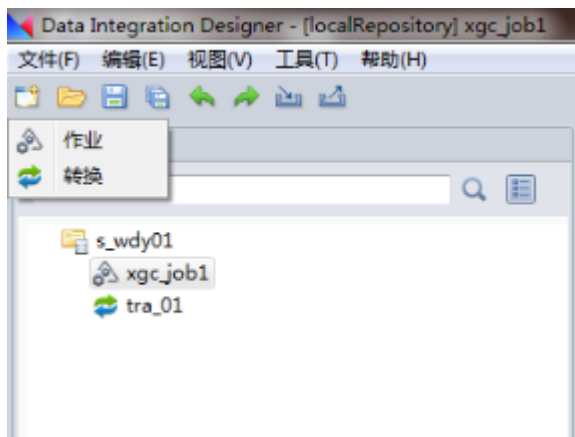 Data Integration Designer - [localRepository] xgc_job1
文件(F) 编辑(E) 视图(V) 工具(T) 帮助(H)
作业
转换
s_wdy01
xgc_job1
tra_01